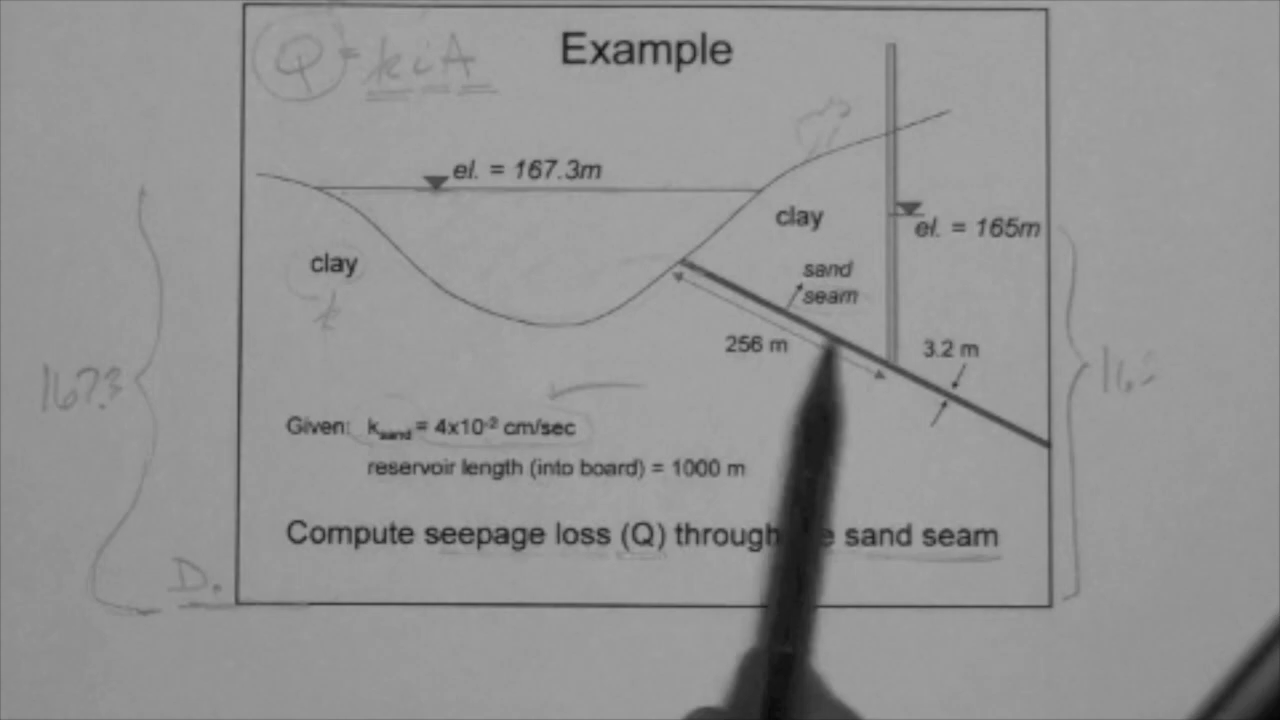 Example
Q = kiA
el. = 167.3m
clay
el. = 165m
clay
k
sand
seam
256 m
3.2 m
167.3
Given: ksand = 4x10-2 cm/sec
reservoir length (into board) = 1000 m
Compute seepage loss (Q) through sand seam
D.